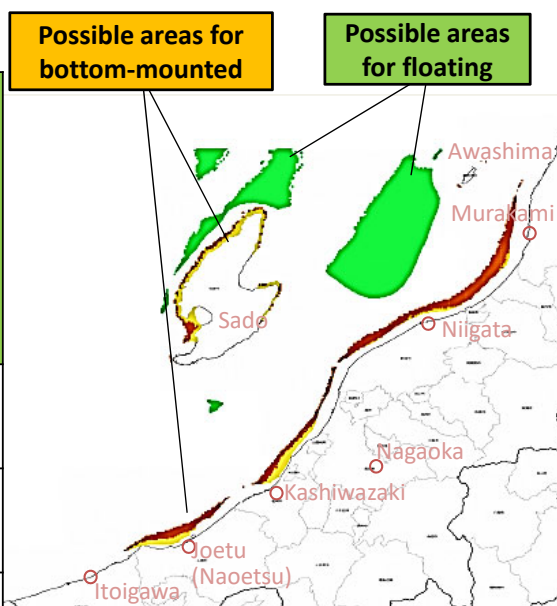 Possible areas for
bottom-mounted
Possible areas
for floating
Awashima
Murakami
Sado
Niigata
Nagaoka
Kashiwazaki
Joetu
(Naoetsu)
Itoigawa